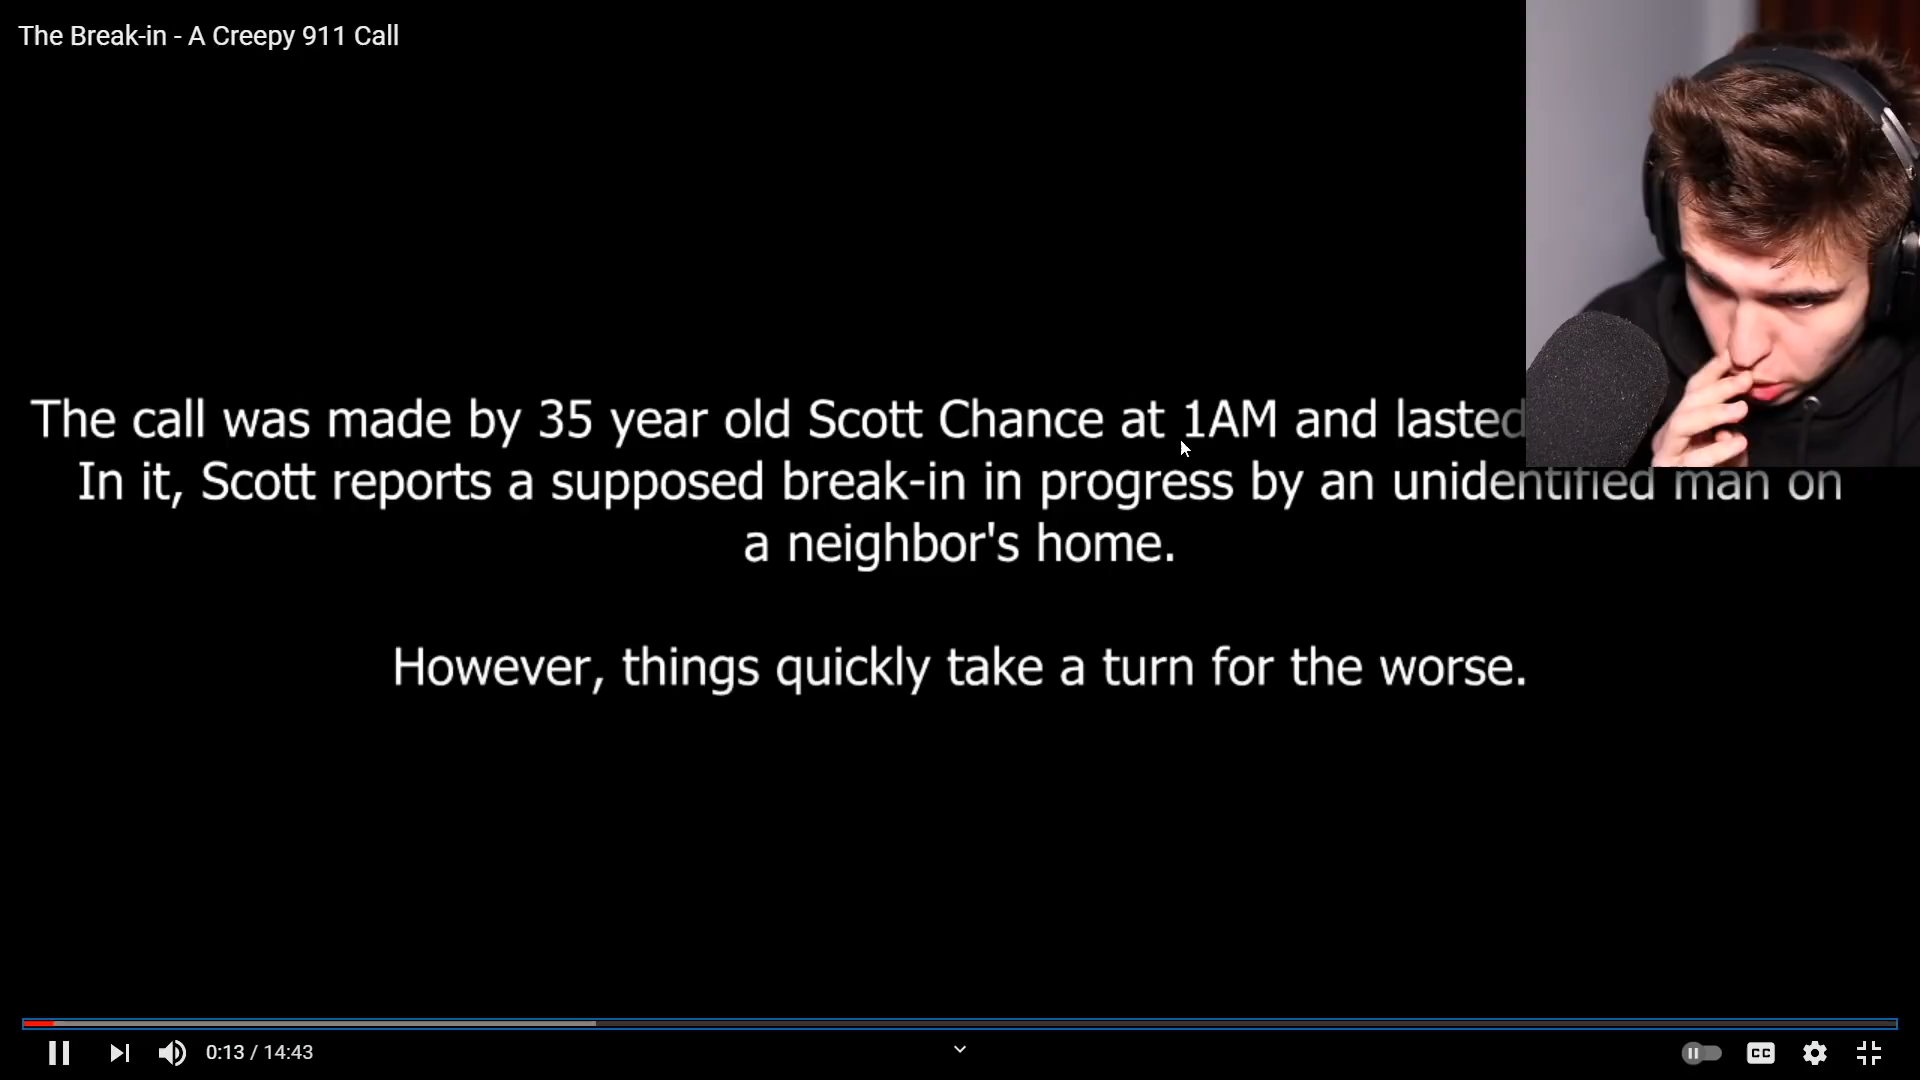 The Break-in - A Creepy 911 Call
The call was made by 35 year old Scott Chance at 1AM and lasted
In it, Scott reports a supposed break-in in progress by an unidentified man on
a neighbor's home.
However, things quickly take a turn for the worse.
0:13 / 14:43
CC